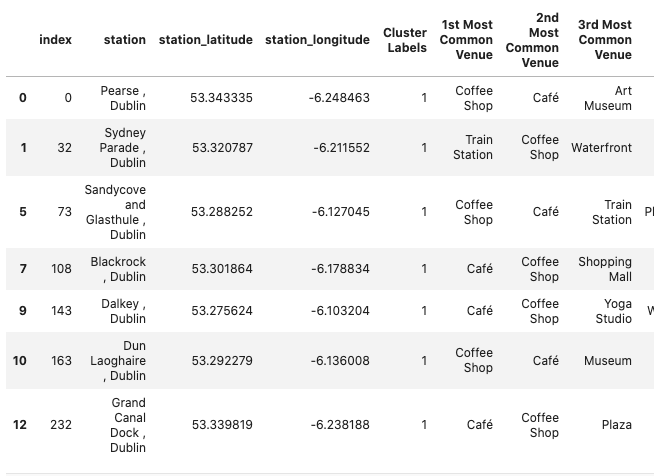 index station station_latitude station_longitude Cluster Labels 1st Most Common Venue 2nd Most Common Venue 3rd Most Common Venue
0 0 Pearse , Dublin 53.343335 -6.248463 1 Coffee Shop Café Art Museum
1 32 Sydney Parade , Dublin 53.320787 -6.211552 1 Train Station Coffee Shop Waterfront
5 73 Sandycove and Glasthule , Dublin 53.288252 -6.127045 1 Coffee Shop Café Train Station
7 108 Blackrock , Dublin 53.301864 -6.178834 1 Café Coffee Shop Shopping Mall
9 143 Dalkey , Dublin 53.275624 -6.103204 1 Café Coffee Shop Yoga Studio
10 163 Dun Laoghaire , Dublin 53.292279 -6.136008 1 Coffee Shop Café Museum
12 232 Grand Canal Dock , Dublin 53.339819 -6.238188 1 Café Coffee Shop Plaza